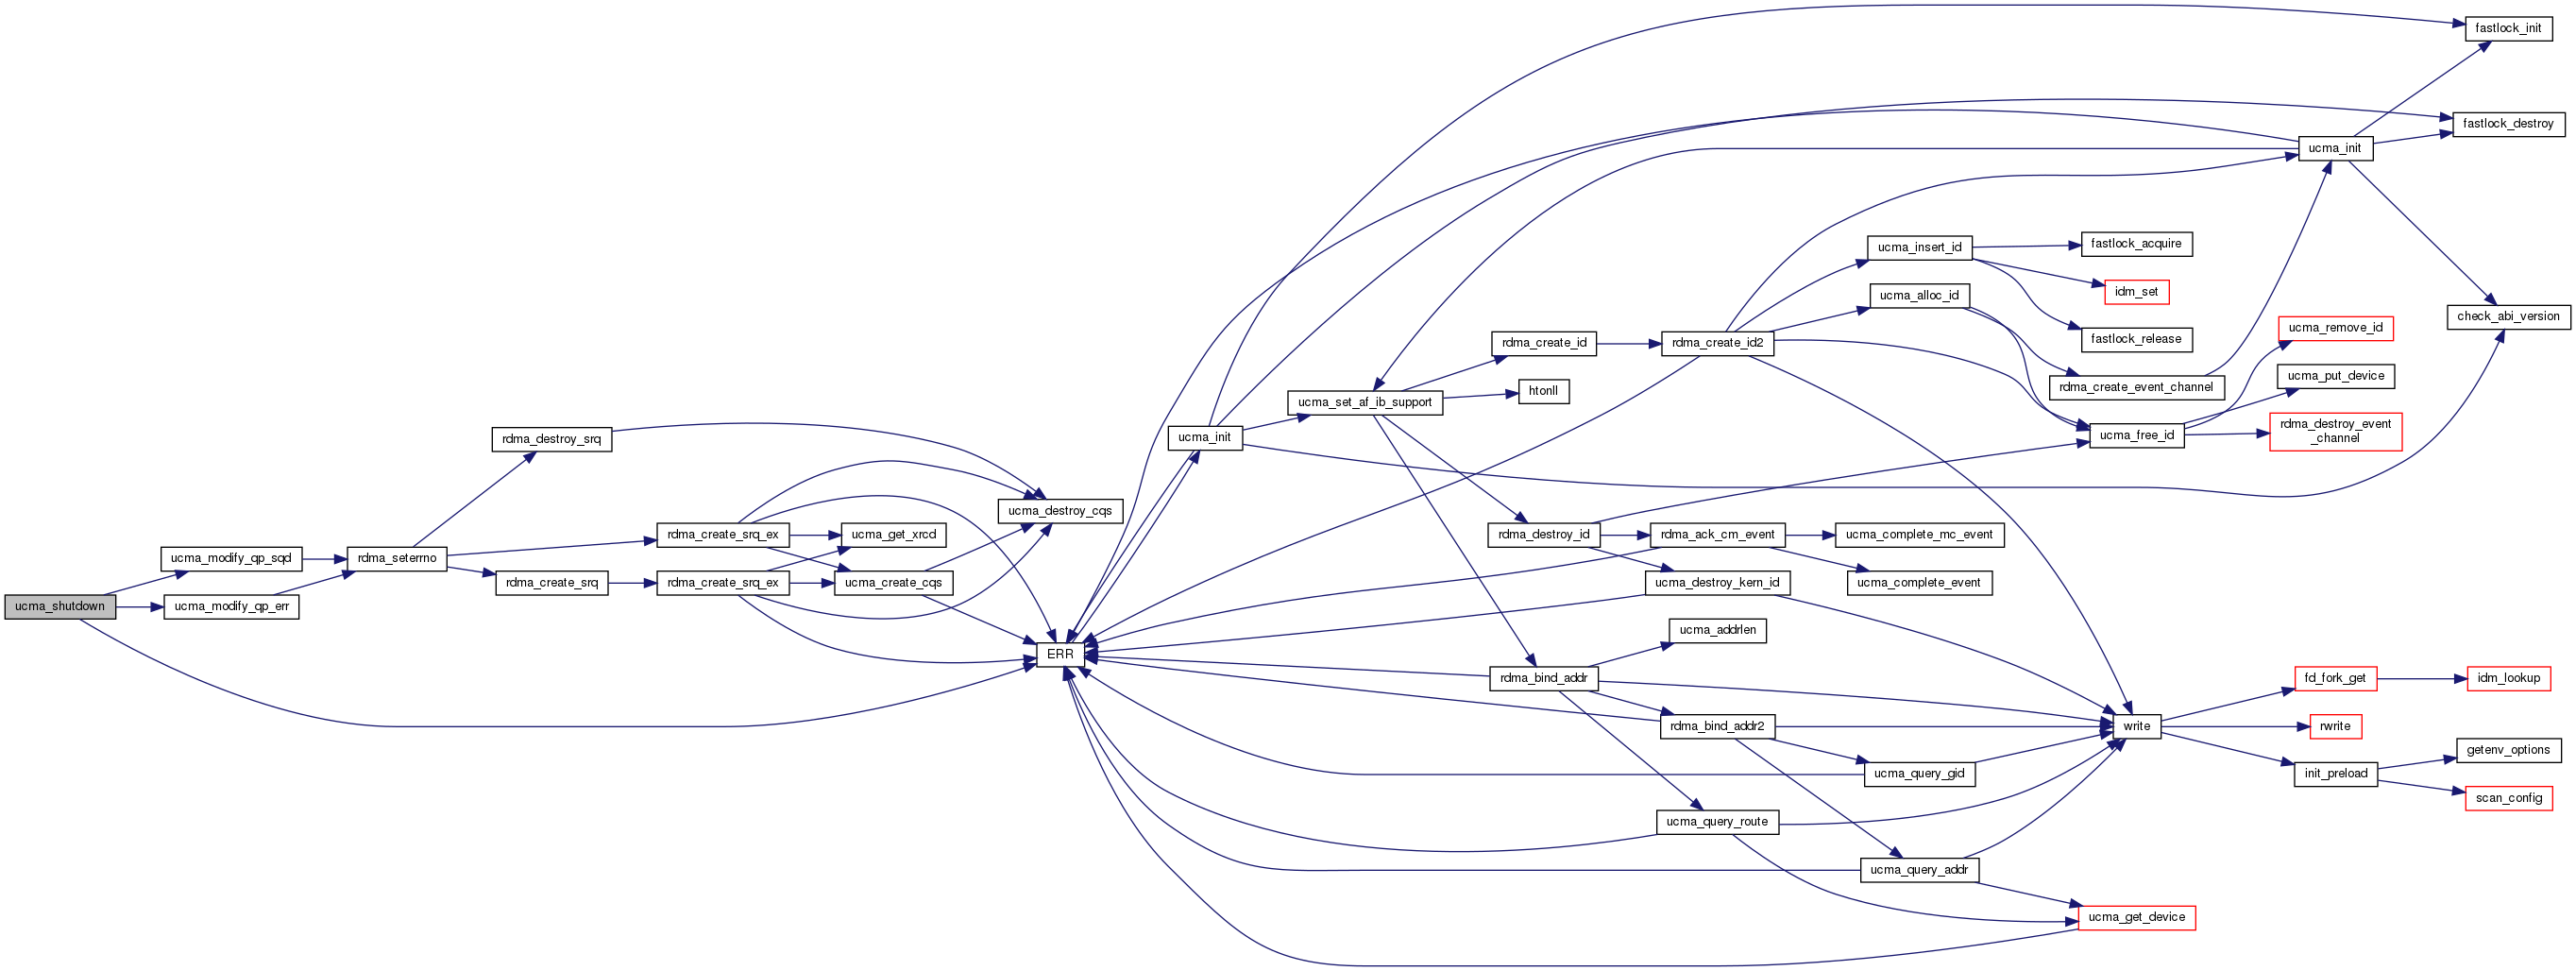 fastlock_init
fastlock_destroy
ucma_init
fastlock_acquire
ucma_insert_id
idm_set
ucma_alloc_id
check_abi_version
ucma_remove_id
fastlock_release
rdma_create_id
rdma_create_id2
ucma_put_device
rdma_create_event_channel
htonll
ucma_set_af_ib_support
rdma_destroy_event
_channel
ucma_free_id
ucma_init
rdma_destroy_srq
ucma_destroy_cqs
rdma_create_srq_ex
ucma_get_xrcd
rdma_destroy_id
rdma_ack_cm_event
ucma_complete_mc_event
ucma_modify_qp_sqd
rdma_seterrno
rdma_create_srq
rdma_create_srq_ex
ucma_create_cqs
ucma_destroy_kern_id
ucma_complete_event
ucma_shutdown
ucma_modify_qp_err
ucma_addrlen
ERR
rdma_bind_addr
fd_fork_get
idm_lookup
rdma_bind_addr2
write
rwrite
getenv_options
ucma_query_gid
init_preload
scan_config
ucma_query_route
ucma_query_addr
ucma_get_device